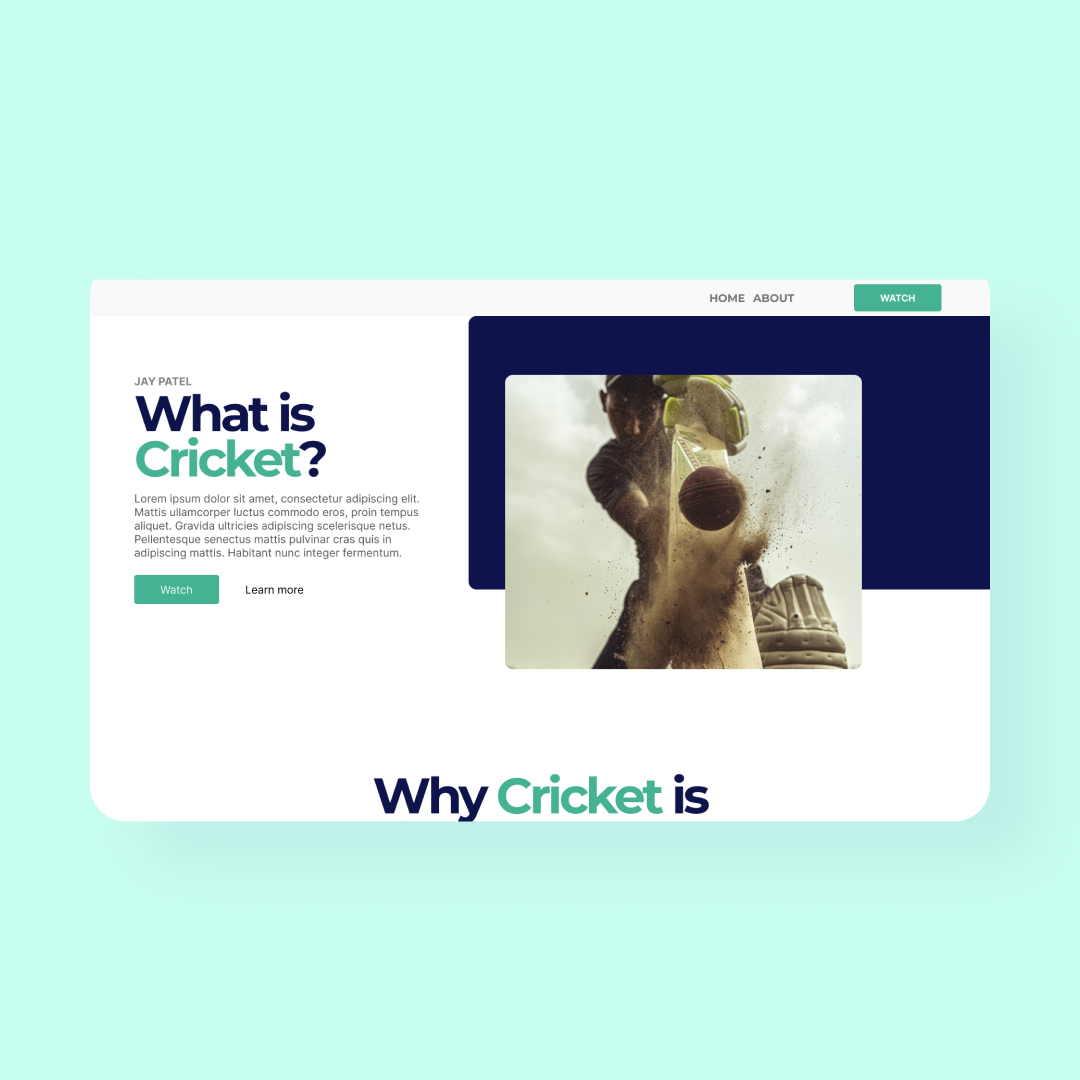 HOME ABOUT WATCH
JAY PATEL
What is
Cricket?
Lorem ipsum dolor sit amet, consectetur adipiscing elit.
Mattis ullamcorper luctus commodo eros, proin tempus
aliquet. Gravida ultricies adipiscing scelerisque netus.
Pellentesque senectus mattis pulvinar cras quis in
adipiscing mattis. Habitant nunc integer fermentum.
Watch Learn more
Why Cricket is